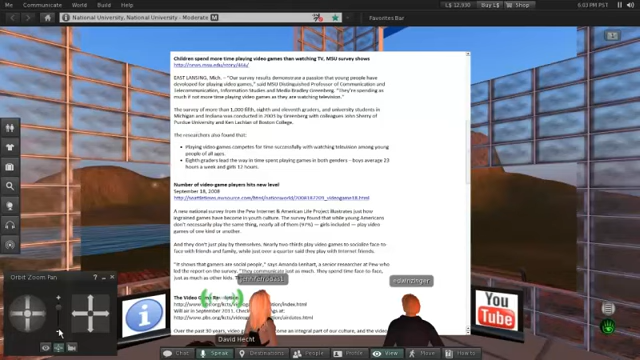 Me Communicate World Build Help
L$ 12,930 Buy L$ Shop 6:03 PM PST
National University, National University - Moderate
Favorites Bar
Children spend more time playing video games than watching TV, MSU survey shows
EAST LANSING, Mich. - "Our survey results demonstrate a passion that young people have
developed for playing video games," said MSU Distinguished Professor of Communication and
Telecommunication, Information Studies and Media Bradley Greenberg. "They're spending as
much if not more time playing video games as they are watching television."
The survey of more than 1,000 fifth, eighth and eleventh graders, and university students in
Michigan and Indiana was conducted in 2003 by Greenberg with colleagues John Sherry of
Purdue University and Ken Lachlan of Boston College.
The researchers also found that:
Playing video games competes for time successfully with watching television among young
people of all ages.
Eighth graders lead the way in time spent playing games in both genders - boys average 23
hours a week and girls 12 hours.
Number of video game players hits new level
September 18, 2008
A new national survey from the Pew Internet & American Life Project illustrates just how
ingrained games have become in youth culture. The survey found that while young Americans
don't necessarily play the same thing, nearly all of them (97%) girls included - play video
games of one kind or another.
And they don't just play by themselves. Nearly two-thirds play video games to socialize face to
face with friends and family, while just over a quarter said they play with Internet friends.
"It shows that gamers are social people," says Amanda Lenhart, a senior researcher at Pew who
led the report on the survey. "They communicate just as much. They spend time face to face,
just as much as other kids.
Orbit Zoom Pan
The Video Game Revolution
i
You
Tube
Over the past 30 years, video an integral part of our culture, and the video
David Hecht
Chat Speak Destinations People Profile View Move How to